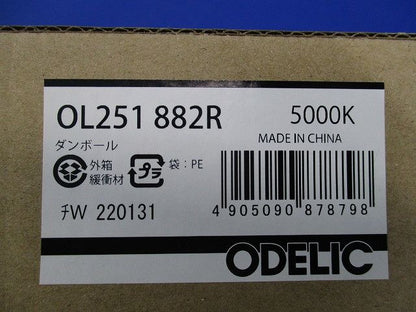 OL251 882R 5000K
ダンボール MADE IN CHINA
外箱
緩衝材
プラ
袋：PE
ﾁW 220131
4 905090 878798
ODELIC